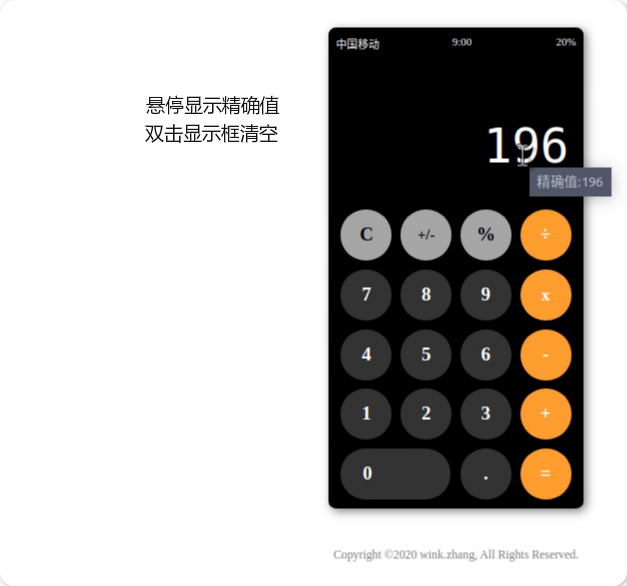 中国移动 9:00 20%
悬停显示精确值
双击显示框清空
196
精确值:196
C +/- % ÷
7 8 9 x
4 5 6 -
1 2 3 +
0 . =
Copyright ©2020 wink.zhang, All Rights Reserved.